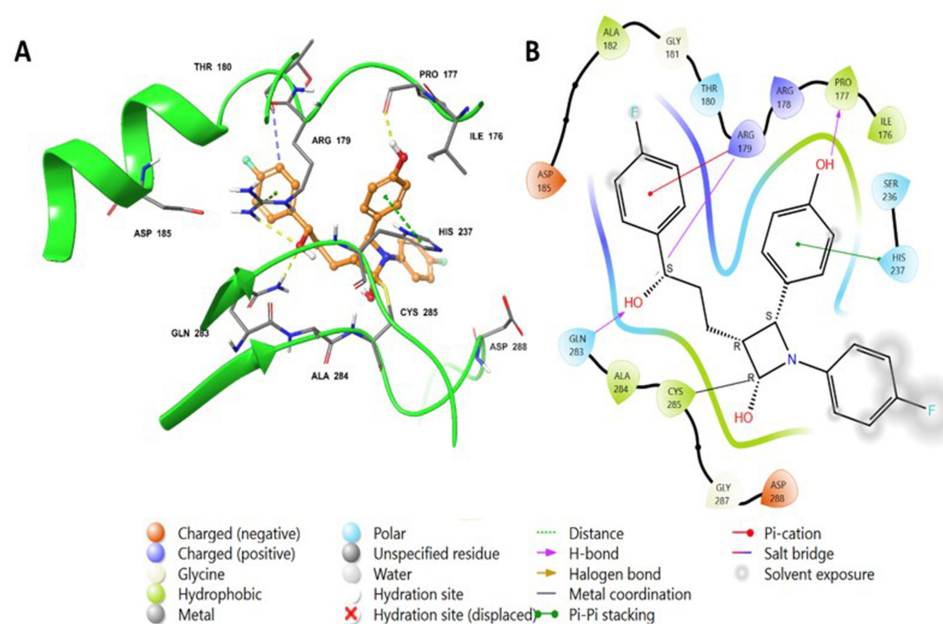 A
THR 180
PRO 177
ARG 179
ILE 176
ASP 185
HIS 237
GLN 283
CYS 285
ASP 288
ALA 284
B
ALA
182
GLY
181
THR
180
ARG
179
ARG
178
PRO
177
ILE
176
ASP
185
F
OH
SER
236
HIS
237
S
HO
GLN
283
S
R
R
N
ALA
284
CYS
285
HO
F
GLY
287
ASP
288
Charged (negative)
Charged (positive)
Glycine
Hydrophobic
Metal
Polar
Unspecified residue
Water
Hydration site
Hydration site (displaced)
Distance
H-bond
Halogen bond
Metal coordination
Pi-Pi stacking
Pi-cation
Salt bridge
Solvent exposure